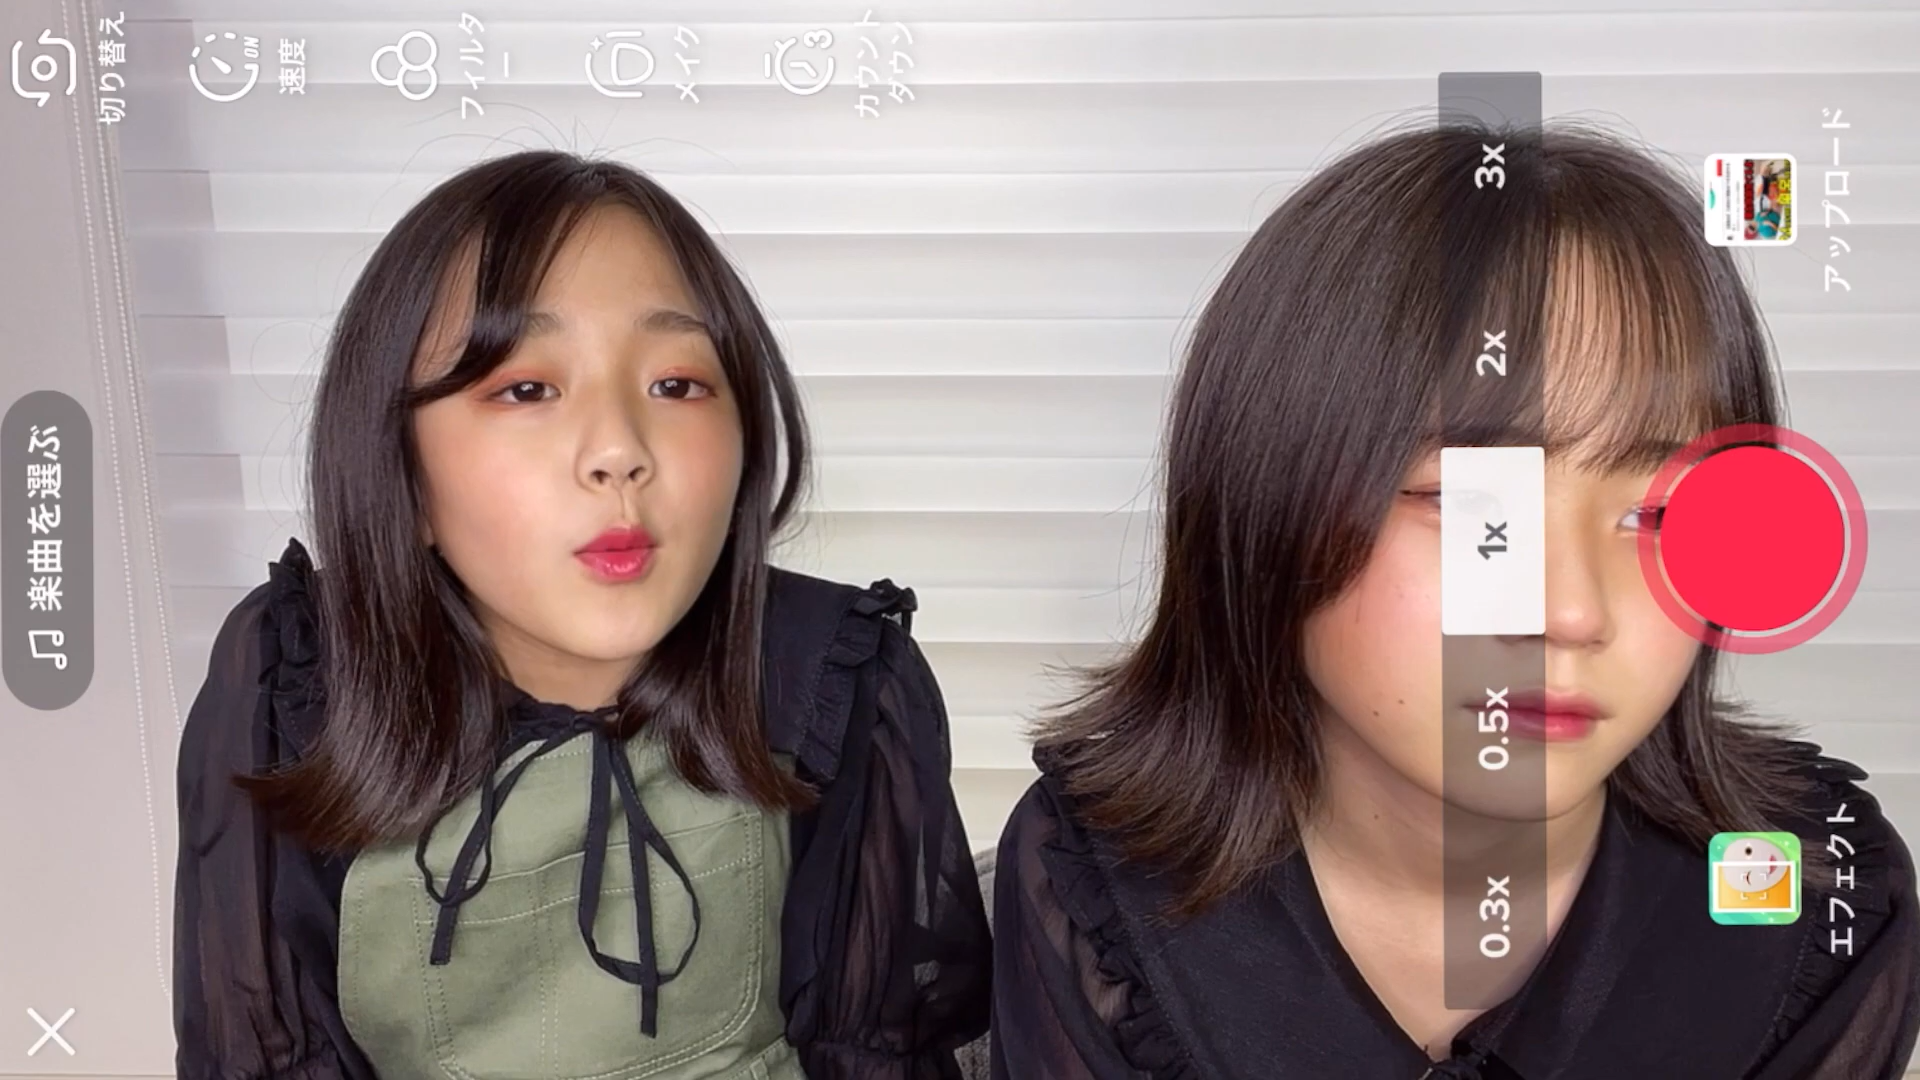 楽曲を選ぶ
切り替え
ON
速度
フィルタ
ー
メイク
3
カウント
ダウン
0.3x
0.5x
1x
2x
3x
エフェクト
アップロード